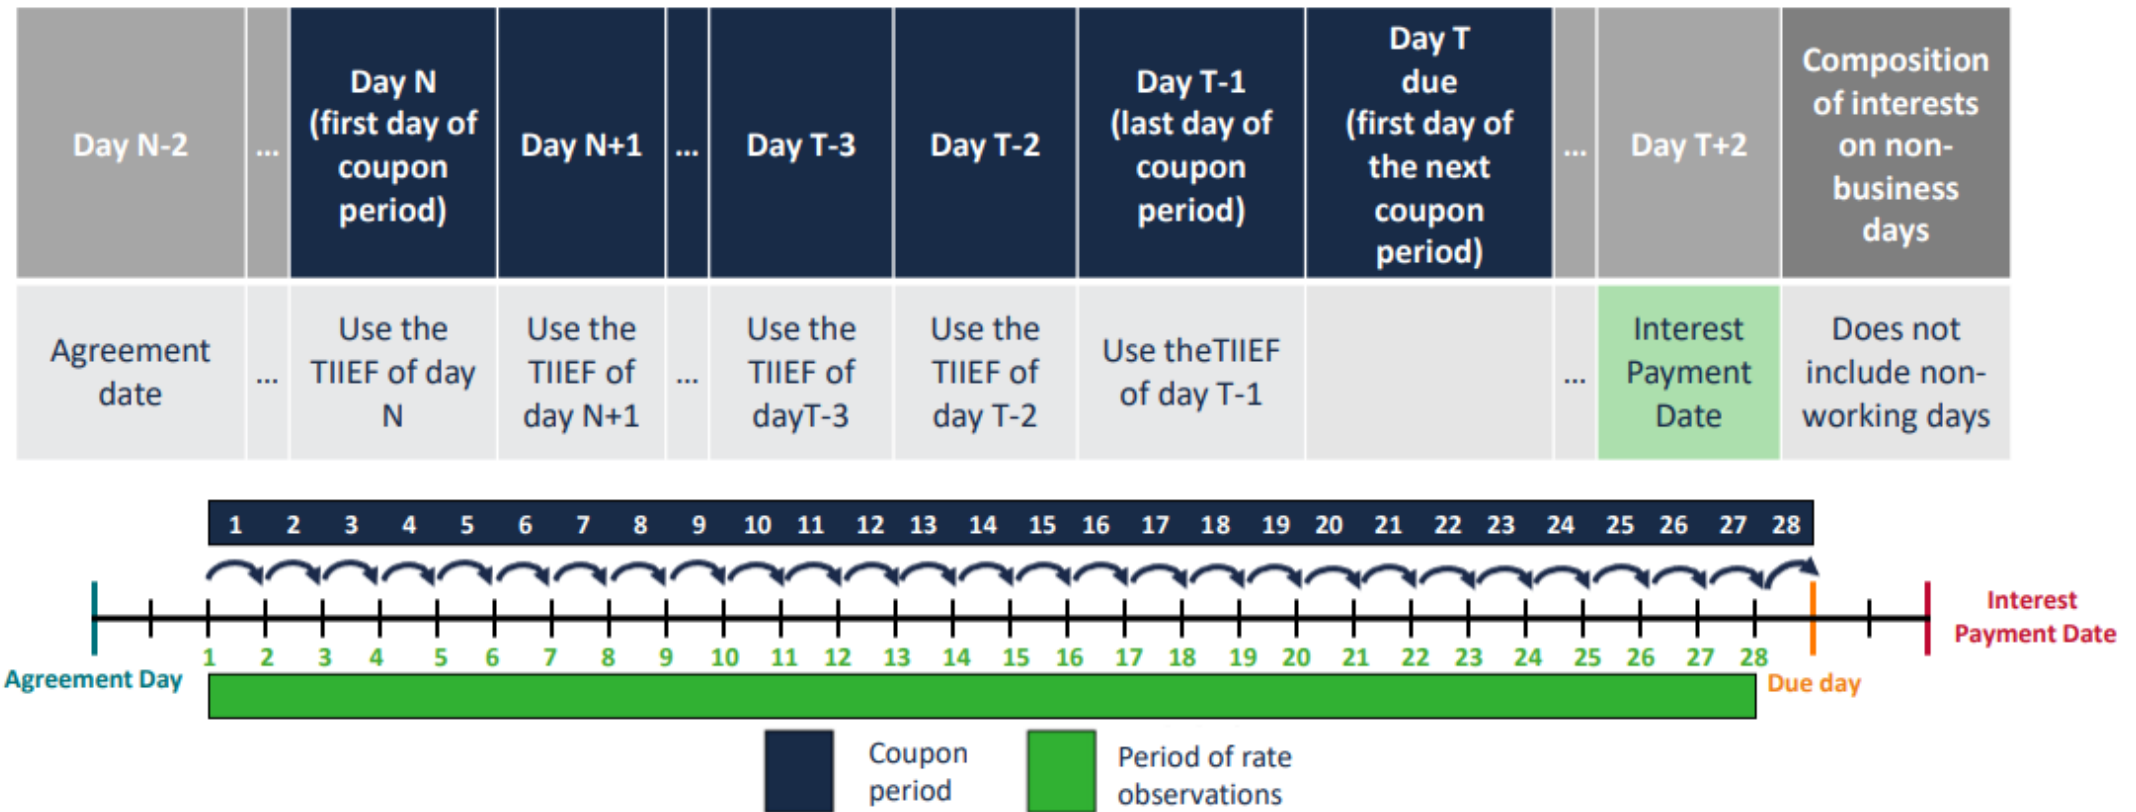 Day N-2
...
Day N
(first day of
coupon
period)
Day N+1
...
Day T-3
Day T-2
Day T-1
(last day of
coupon
period)
Day T
due
(first day of
the next
coupon
period)
...
Day T+2
Composition
of interests
on non-
business
days
Agreement
date
...
Use the
TIIEF of day
N
Use the
TIIEF of
day N+1
...
Use the
TIIEF of
dayT-3
Use the
TIIEF of
day T-2
Use theTIIEF
of day T-1
...
Interest
Payment
Date
Does not
include non-
working days
1 2 3 4 5 6 7 8 9 10 11 12 13 14 15 16 17 18 19 20 21 22 23 24 25 26 27 28
Interest
Payment Date
1 2 3 4 5 6 7 8 9 10 11 12 13 14 15 16 17 18 19 20 21 22 23 24 25 26 27 28
Agreement Day
Due day
Coupon
period
Period of rate
observations